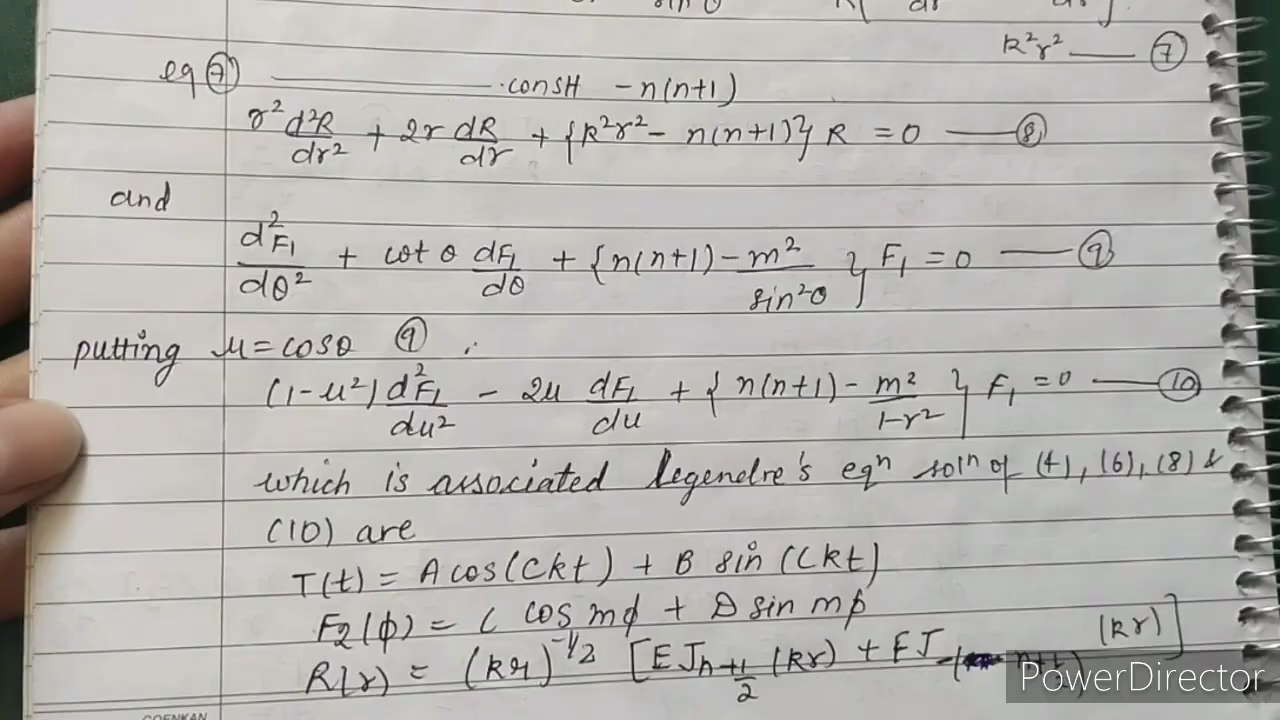 sin θ
k²r² —— ⑦
eq ⑦ —————— const - n(n+1)
r² d²R/dr² + 2r dR/dr + {k²r² - n(n+1)} R = 0 —— ⑧
and
d²F₁/dθ² + cot θ dF₁/dθ + {n(n+1) - m²/sin²θ} F₁ = 0 —— ⑨
putting μ = cosθ ⑨ ∴
(1-μ²) d²F₁/dμ² - 2μ dF₁/dμ + { n(n+1) - m²/1-r² } F₁ = 0 —— ⑩
which is associated legendre's eqⁿ solⁿ of (4), (6), (8) &
(10) are
T(t) = A cos(Ckt) + B sin (Ckt)
F₂(ϕ) = C cos mϕ + D sin mϕ
R(r) = (kr)^-1/2 [E J_n+1/2 (kr) + F J_-( (kr)]
PowerDirector